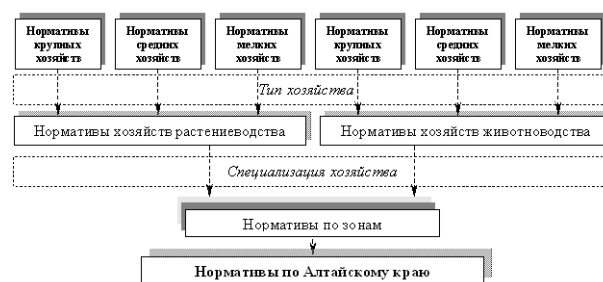 Нормативы Нормативы Нормативы Нормативы Нормативы Нормативы
крупных средних мелких крупных средних мелких
хозяйств хозяйств хозяйств хозяйств хозяйств хозяйств
Тип хозяйства
Нормативы хозяйств растениеводства Нормативы хозяйств животноводства
Специализация хозяйства
Нормативы по зонам
Нормативы по Алтайскому краю